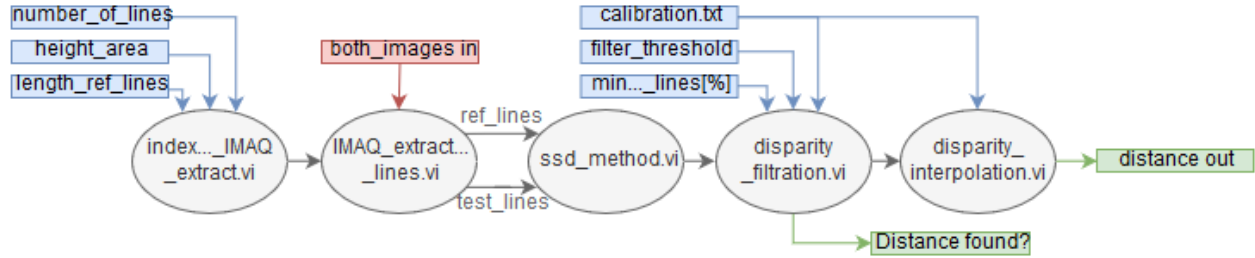 number_of_lines
height_area
length_ref_lines
both_images in
calibration.txt
filter_threshold
min..._lines[%]
index..._IMAQ
_extract.vi
IMAQ_extract...
_lines.vi
ref_lines
test_lines
ssd_method.vi
disparity
_filtration.vi
disparity_
interpolation.vi
distance out
Distance found?